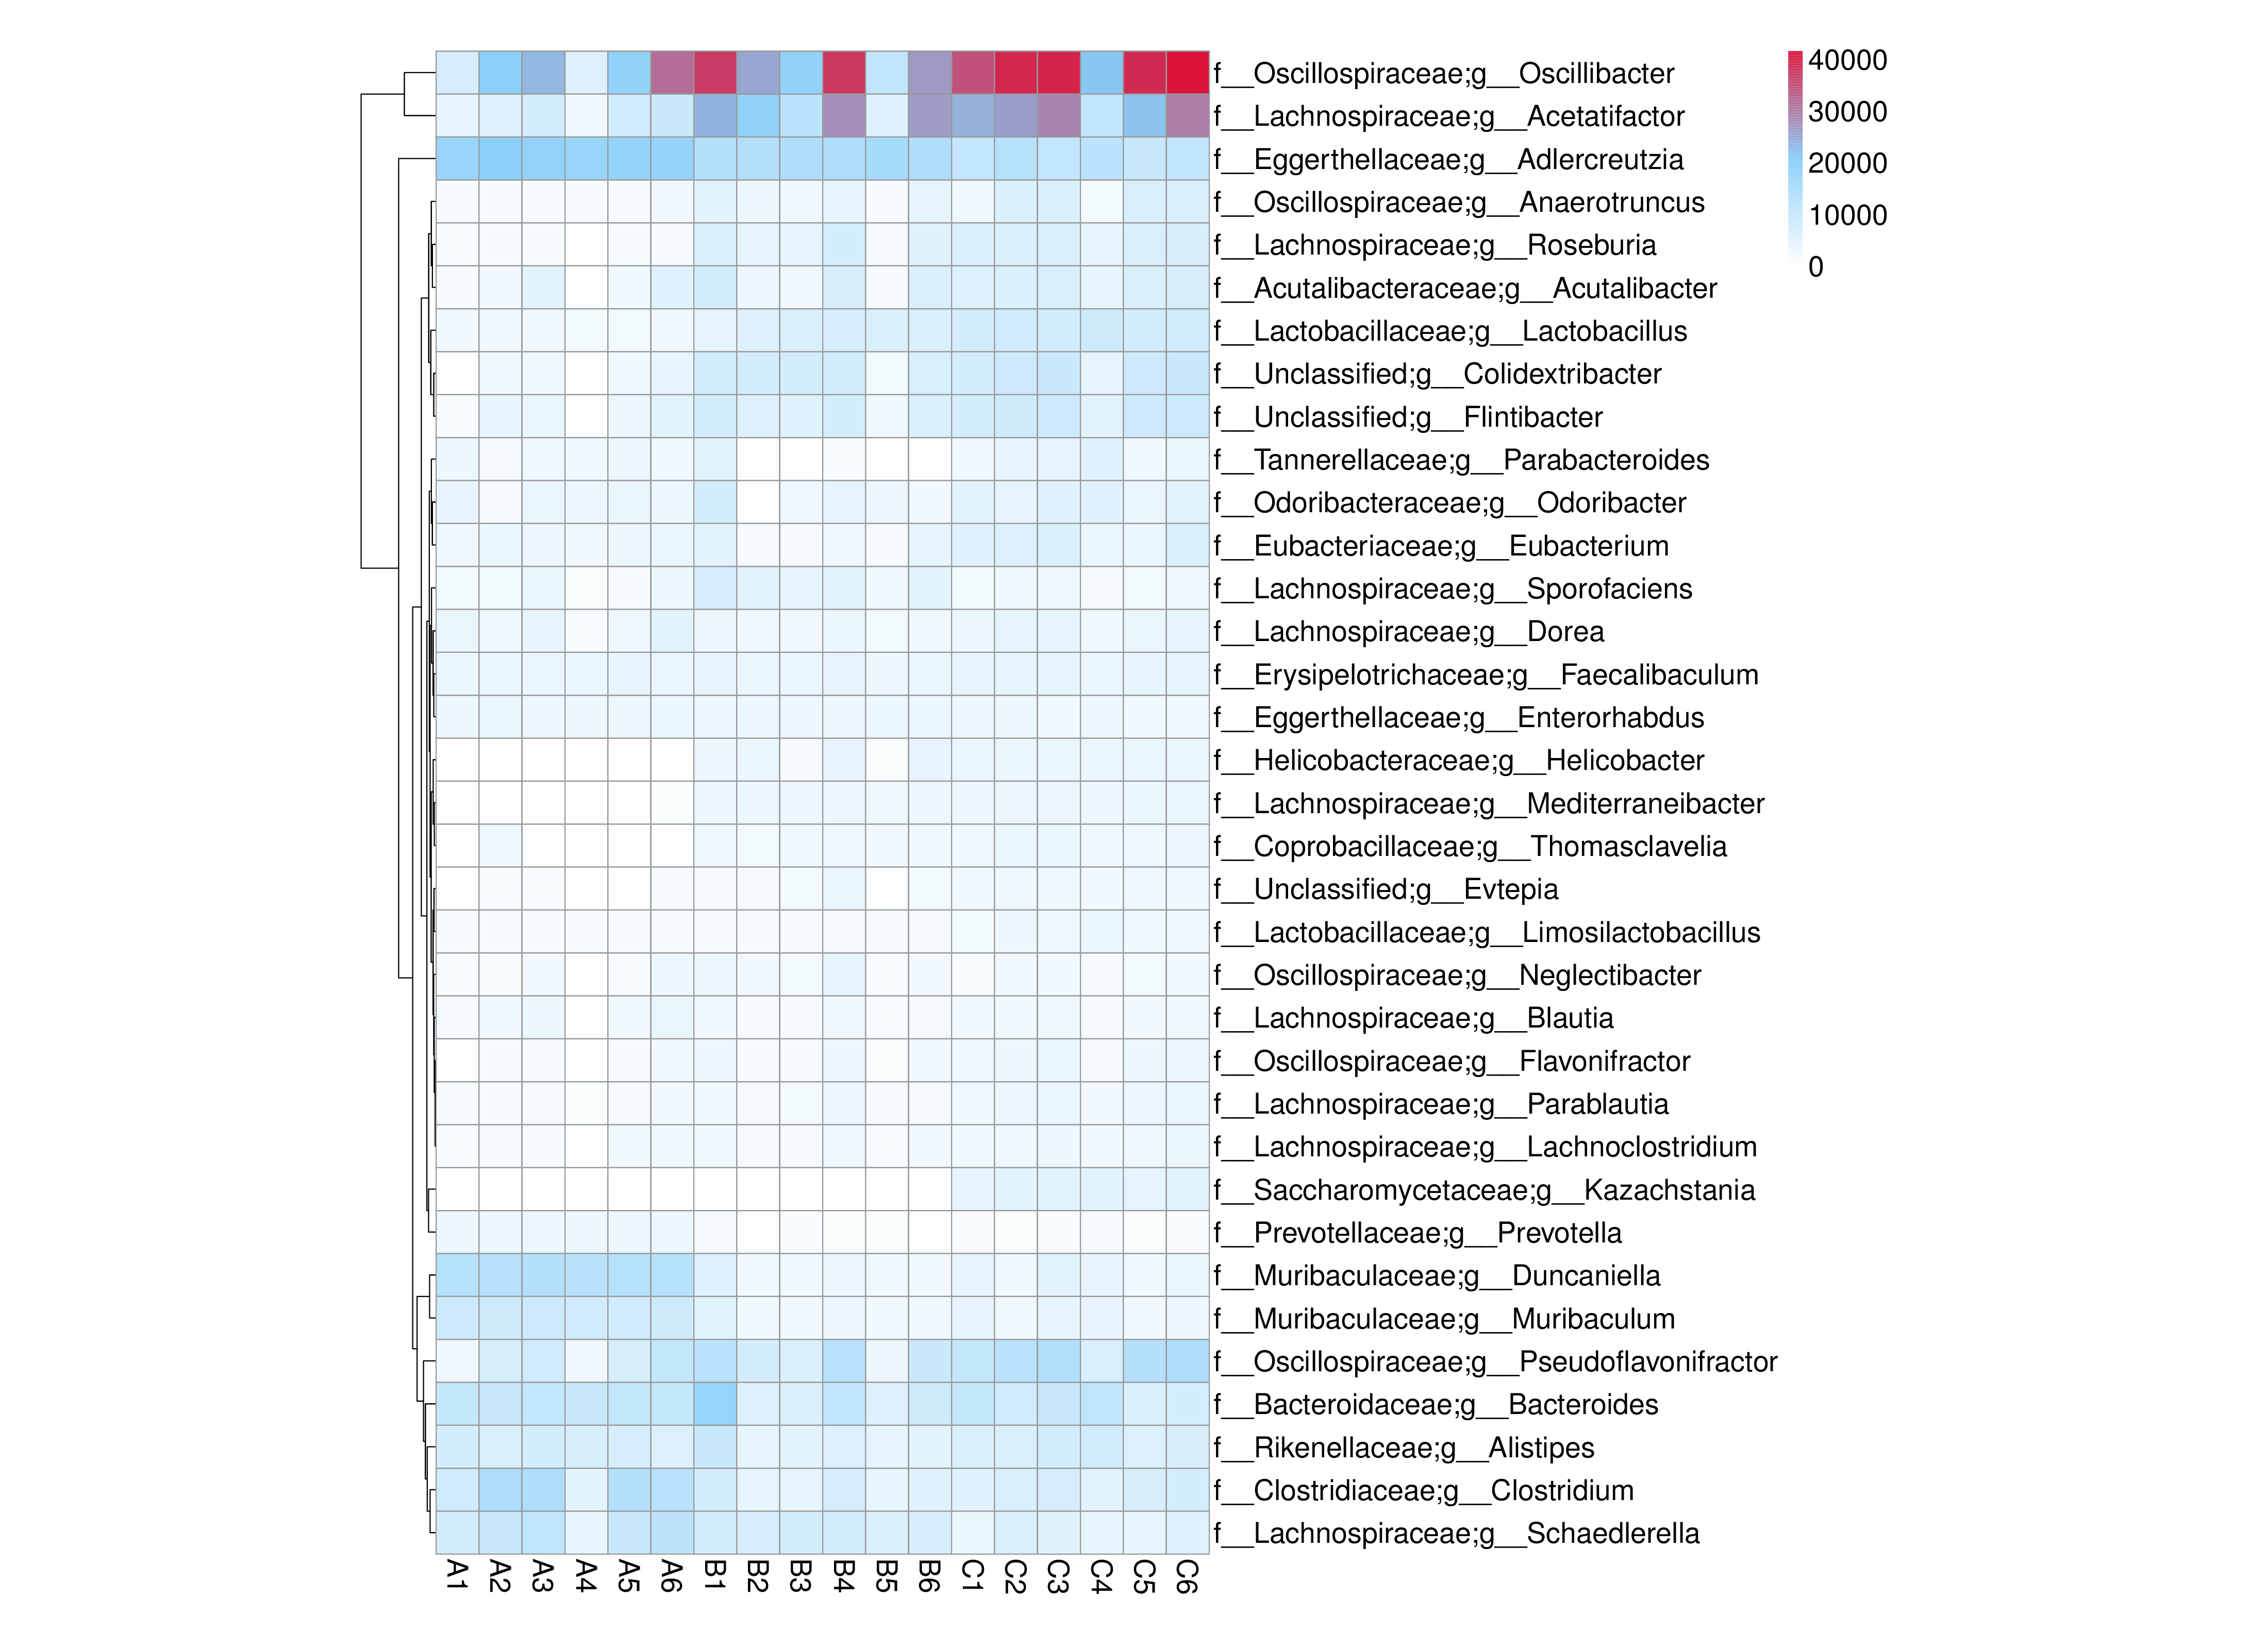 f__Oscillospiraceae;g__Oscillibacter
f__Lachnospiraceae;g__Acetatifactor
f__Eggerthellaceae;g__Adlercreutzia
f__Oscillospiraceae;g__Anaerotruncus
f__Lachnospiraceae;g__Roseburia
f__Acutalibacteraceae;g__Acutalibacter
f__Lactobacillaceae;g__Lactobacillus
f__Unclassified;g__Colidextribacter
f__Unclassified;g__Flintibacter
f__Tannerellaceae;g__Parabacteroides
f__Odoribacteraceae;g__Odoribacter
f__Eubacteriaceae;g__Eubacterium
f__Lachnospiraceae;g__Sporofaciens
f__Lachnospiraceae;g__Dorea
f__Erysipelotrichaceae;g__Faecalibaculum
f__Eggerthellaceae;g__Enterorhabdus
f__Helicobacteraceae;g__Helicobacter
f__Lachnospiraceae;g__Mediterraneibacter
f__Coprobacillaceae;g__Thomasclavelia
f__Unclassified;g__Evtepia
f__Lactobacillaceae;g__Limosilactobacillus
f__Oscillospiraceae;g__Neglectibacter
f__Lachnospiraceae;g__Blautia
f__Oscillospiraceae;g__Flavonifractor
f__Lachnospiraceae;g__Parablautia
f__Lachnospiraceae;g__Lachnoclostridium
f__Saccharomycetaceae;g__Kazachstania
f__Prevotellaceae;g__Prevotella
f__Muribaculaceae;g__Duncaniella
f__Muribaculaceae;g__Muribaculum
f__Oscillospiraceae;g__Pseudoflavonifractor
f__Bacteroidaceae;g__Bacteroides
f__Rikenellaceae;g__Alistipes
f__Clostridiaceae;g__Clostridium
f__Lachnospiraceae;g__Schaedlerella
40000
30000
20000
10000
0
A1 A2 A3 A4 A5 A6 B1 B2 B3 B4 B5 B6 C1 C2 C3 C4 C5 C6